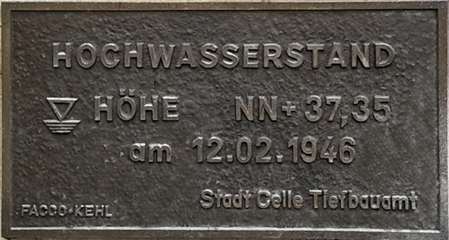 HOCHWASSERSTAND
HÖHE NN+37,35
am 12.02.1946
Stadt Celle Tiefbauamt
FACCO-KEHL